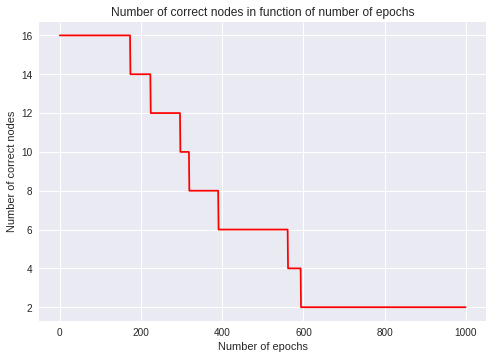 Number of correct nodes in function of number of epochs
Number of correct nodes
16
14
12
10
8
6
4
2
0 200 400 600 800 1000
Number of epochs